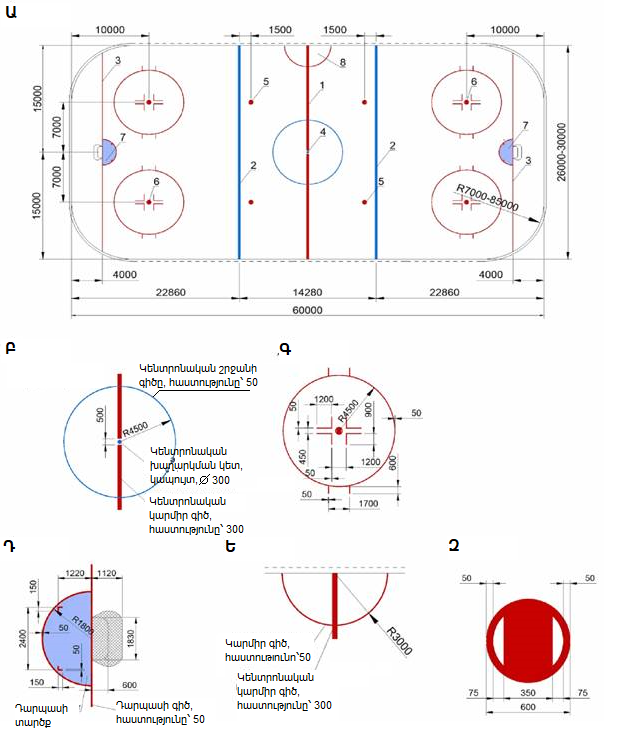 Ա
10000
1500
1500
10000
3
8
5
6
1
15000
7000
7
4
7
2
2
3
26000-30000
7000
15000
6
5
R7000-85000
4000
4000
22860
14280
22860
60000
Բ
Կենտրոնական շրջանի
գիծը, հաստությունը՝ 50
500
R4500
Կենտրոնական
խաղարկման կետ,
կապույտ, ∅ 300
Կենտրոնական
կարմիր գիծ,
հաստությունը՝ 300
Գ
50
1200
R4500
900
50
450
1200
600
50
1700
Դ
1220
1120
150
R1800
50
2400
1830
50
150
600
Դարպասի
տարծք
Դարպասի գիծ,
հաստությունը՝ 50
Ե
R3000
Կարմիր գիծ,
հաստությունը՝50
Կենտրոնական
կարմիր գիծ,
հաստությունը՝ 300
Զ
50
50
75
350
75
600